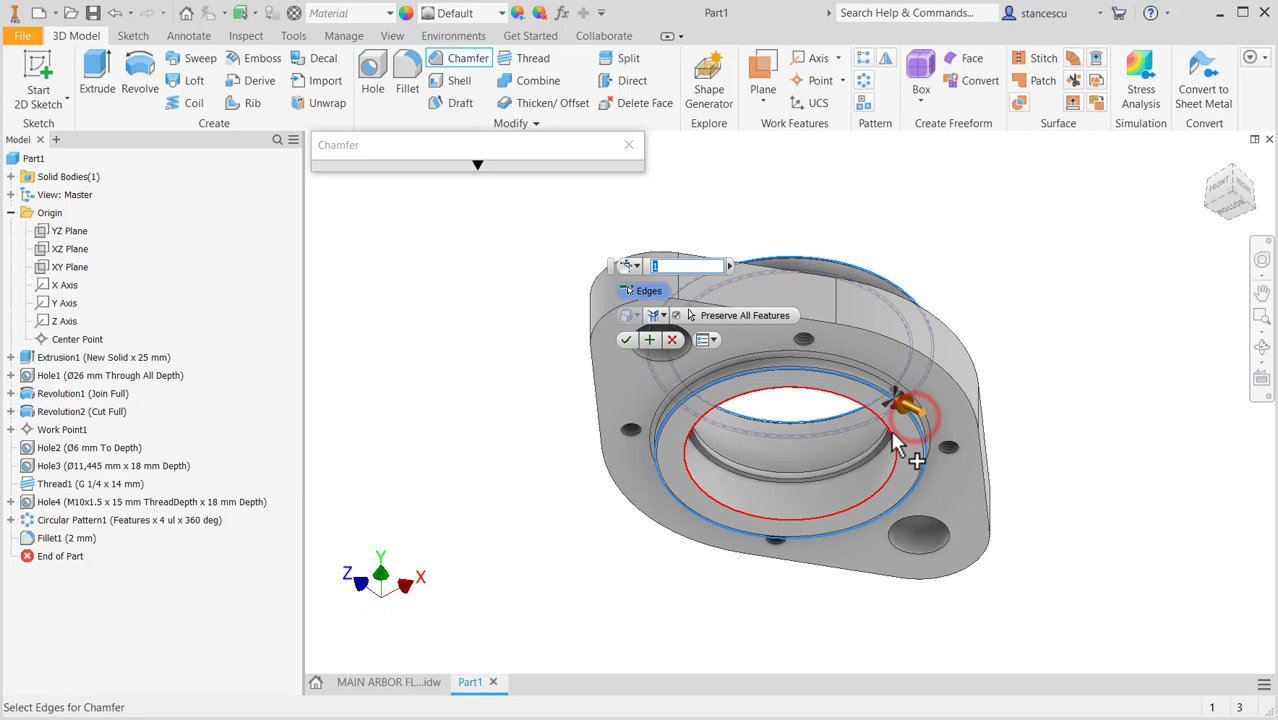 Material
Default
Part1
Search Help & Commands...
stancescu
File
3D Model
Sketch
Annotate
Inspect
Tools
Manage
View
Environments
Get Started
Collaborate
Start
2D Sketch
Extrude
Revolve
Sweep
Emboss
Decal
Loft
Derive
Import
Coil
Rib
Unwrap
Hole
Fillet
Chamfer
Thread
Split
Shell
Combine
Direct
Draft
Thicken/ Offset
Delete Face
Shape
Generator
Plane
Axis
Point
UCS
Box
Face
Convert
Stitch
Patch
Stress
Analysis
Convert to
Sheet Metal
Sketch
Create
Modify
Explore
Work Features
Pattern
Create Freeform
Surface
Simulation
Convert
Model
Part1
Solid Bodies(1)
View: Master
Origin
YZ Plane
XZ Plane
XY Plane
X Axis
Y Axis
Z Axis
Center Point
Extrusion1 (New Solid x 25 mm)
Hole1 (Ø26 mm Through All Depth)
Revolution1 (Join Full)
Revolution2 (Cut Full)
Work Point1
Hole2 (Ø6 mm To Depth)
Hole3 (Ø11,445 mm x 18 mm Depth)
Thread1 (G 1/4 x 14 mm)
Hole4 (M10x1.5 x 15 mm ThreadDepth x 18 mm Depth)
Circular Pattern1 (Features x 4 ul x 360 deg)
Fillet1 (2 mm)
End of Part
Chamfer
1
Edges
Preserve All Features
FRONT
RIGHT
BOTTOM
Y
Z
X
MAIN ARBOR FL...idw
Part1
Select Edges for Chamfer
1
3